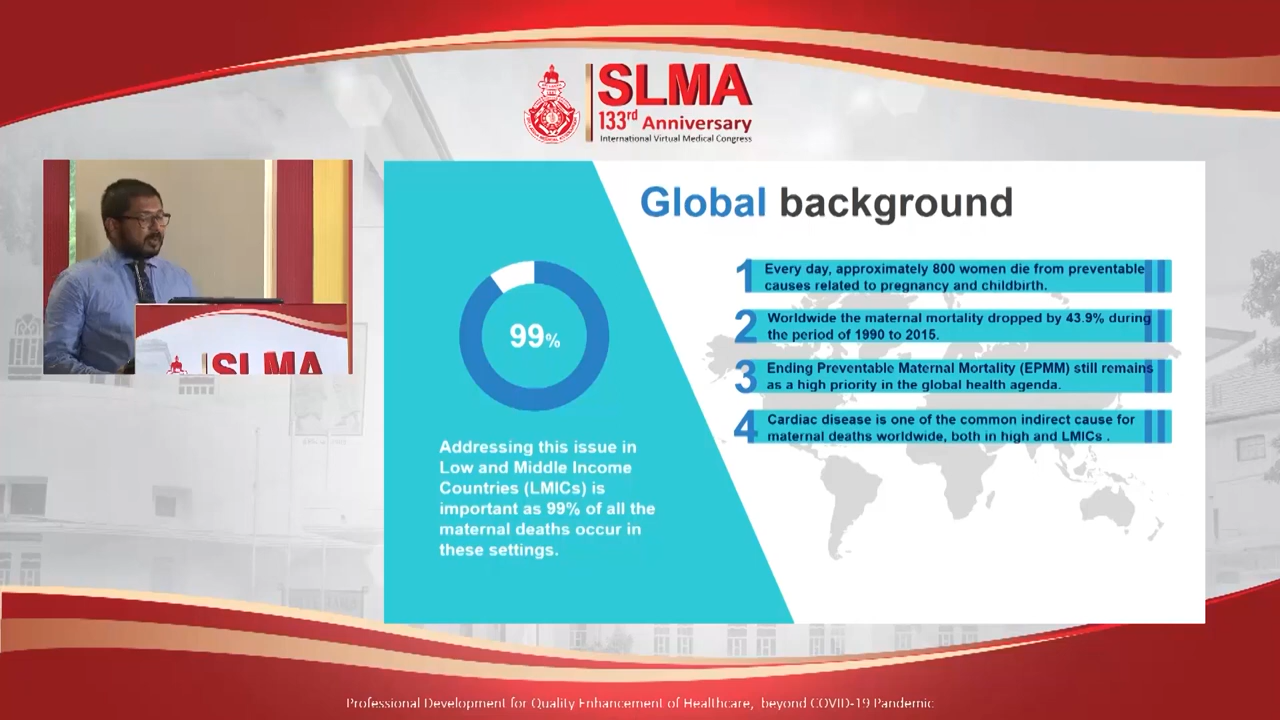 SLMA
133rd Anniversary
International Virtual Medical Congress
SLMA
Global background
99%
Addressing this issue in
Low and Middle Income
Countries (LMICs) is
important as 99% of all the
maternal deaths occur in
these settings.
1 Every day, approximately 800 women die from preventable
causes related to pregnancy and childbirth.
2 Worldwide the maternal mortality dropped by 43.9% during
the period of 1990 to 2015.
3 Ending Preventable Maternal Mortality (EPMM) still remains
as a high priority in the global health agenda.
4 Cardiac disease is one of the common indirect cause for
maternal deaths worldwide, both in high and LMICs .
Professional Development for Quality Enhancement of Healthcare, beyond COVID-19 Pandemic